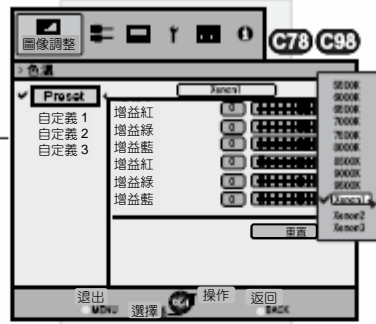 圖像調整
C78 C98
色溫
Preset
自定義 1
自定義 2
自定義 3
Xenon1
增益紅 0
增益綠 0
增益藍 0
增益紅 0
增益綠 0
增益藍 0
重置
5500K
6000K
6500K
7000K
7500K
8000K
8500K
9000K
9500K
Xenon1
Xenon2
Xenon3
退出
MENU
選擇
操作
返回
BACK